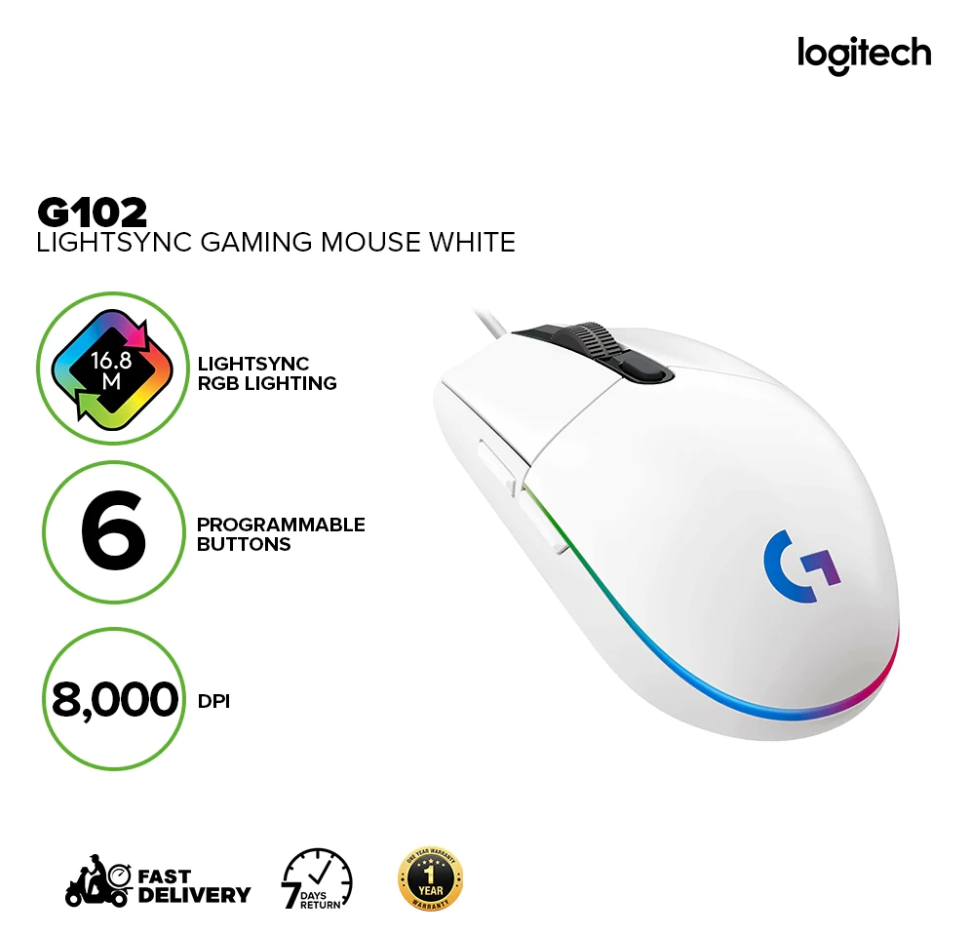 logitech
G102
LIGHTSYNC GAMING MOUSE WHITE
16.8
M
LIGHTSYNC
RGB LIGHTING
6
PROGRAMMABLE
BUTTONS
8,000
DPI
G
FAST
DELIVERY
7 DAYS
RETURN
ONE YEAR WARRANTY
1
YEAR
WARRANTY